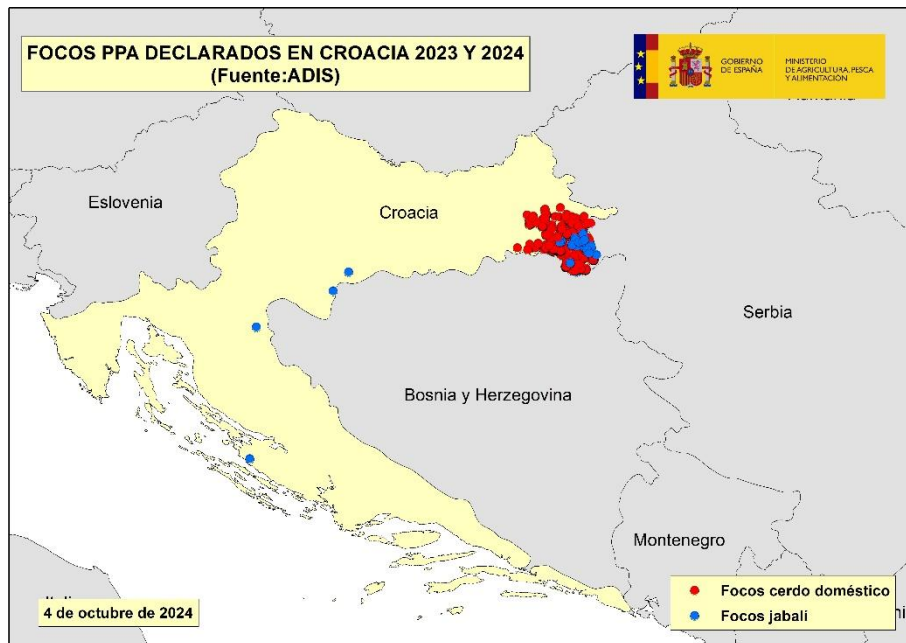 FOCOS PPA DECLARADOS EN CROACIA 2023 Y 2024
(Fuente:ADIS)
GOBIERNO
DE ESPAÑA
MINISTERIO
DE AGRICULTURA, PESCA
Y ALIMENTACIÓN
Eslovenia
Croacia
Serbia
Bosnia y Herzegovina
Montenegro
4 de octubre de 2024
Focos cerdo doméstico
Focos jabalí